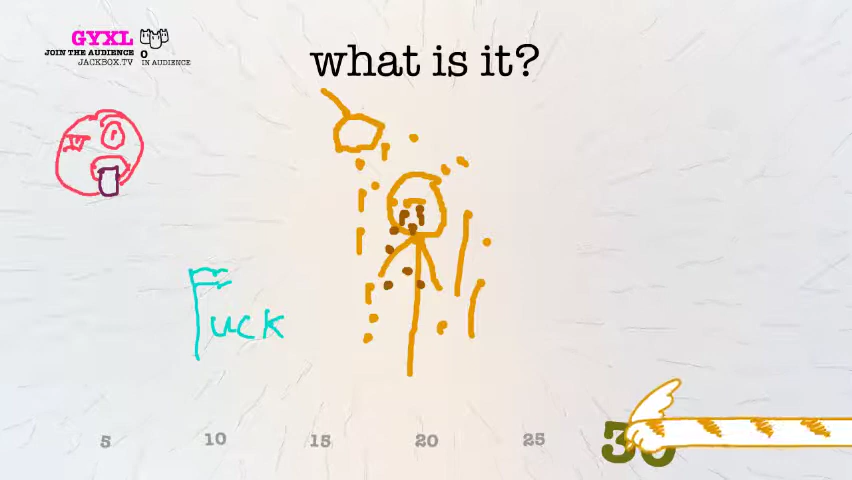 GYXL
JOIN THE AUDIENCE
JACKBOX.TV
0
IN AUDIENCE
what is it?
Fuck
5 10 15 20 25 30